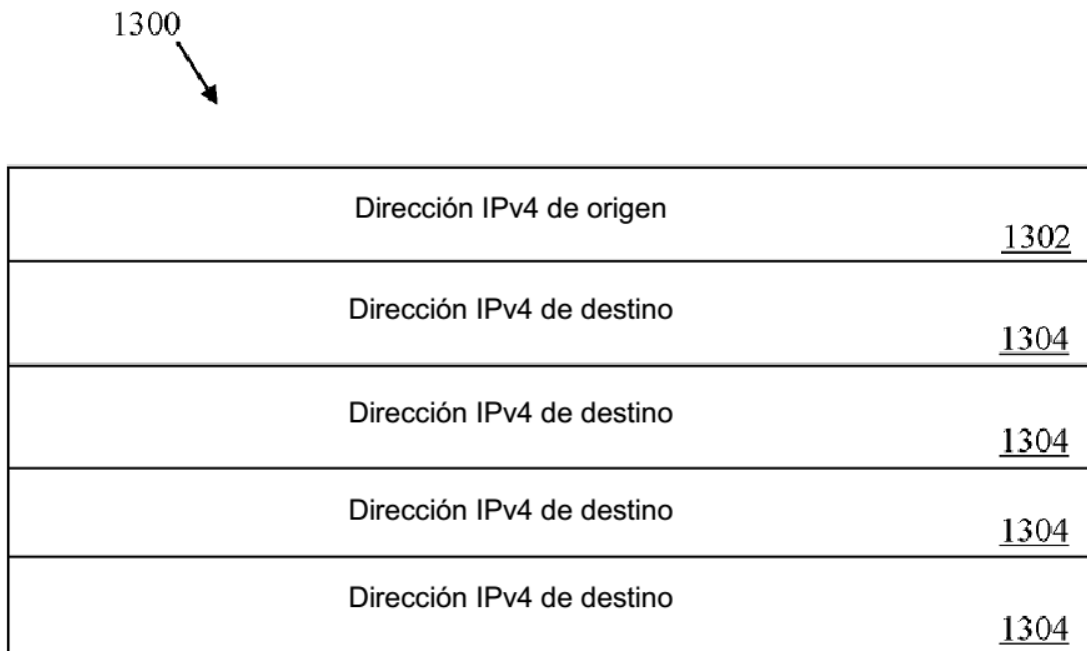 1300
Dirección IPv4 de origen
1302
Dirección IPv4 de destino
1304
Dirección IPv4 de destino
1304
Dirección IPv4 de destino
1304
Dirección IPv4 de destino
1304